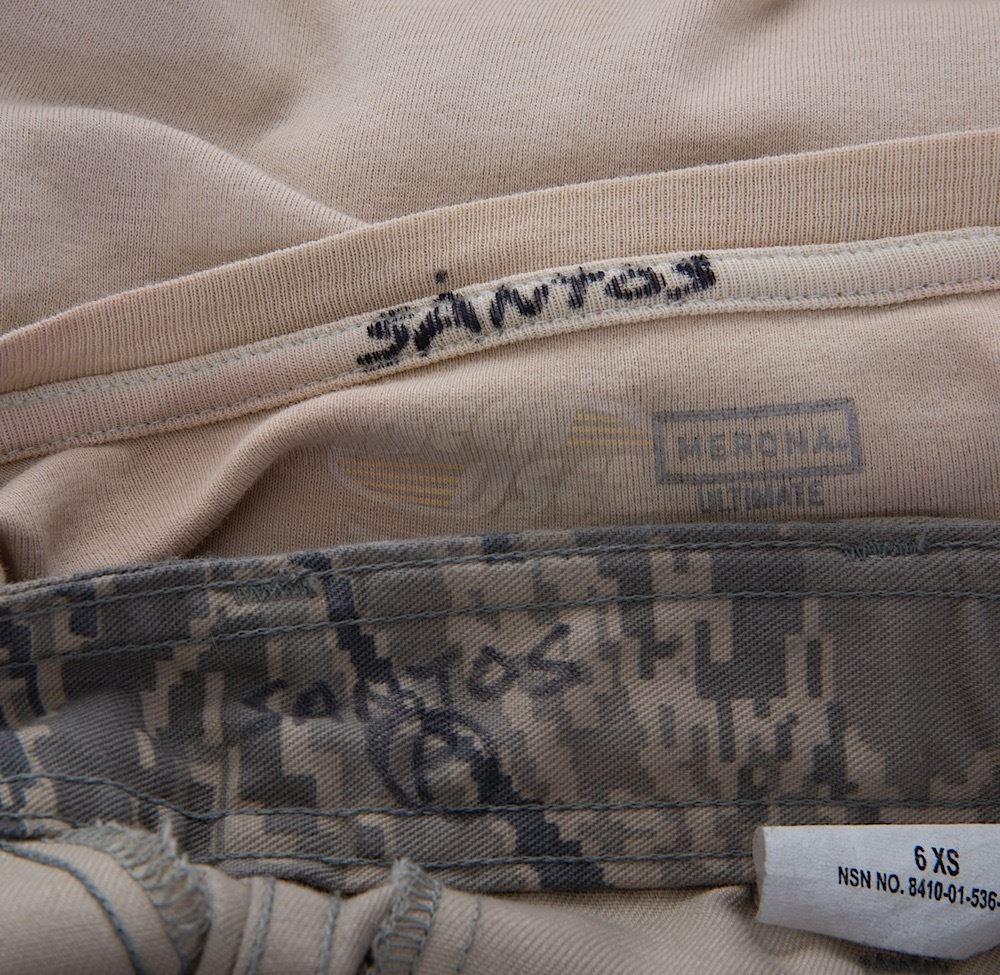 SANTOS
MERONA
ULTIMATE
SANTOS
6 XS
NSN NO. 8410-01-536-